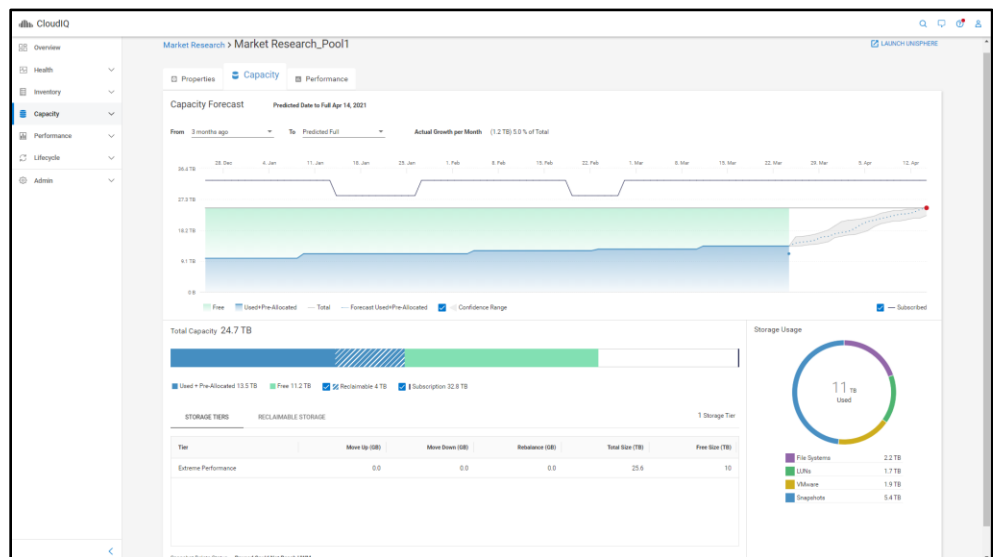 CloudIQ
Overview
Health
Inventory
Capacity
Performance
Lifecycle
Admin
Market Research > Market Research_Pool1
LAUNCH UNISPHERE
Properties
Capacity
Performance
Capacity Forecast Predicted Date to Full Apr 14, 2021
From 3 months ago To Predicted Full Actual Growth per Month (1.2 TB) 5.0 % of Total
28. Dec 4. Jan 11. Jan 18. Jan 25. Jan 1. Feb 8. Feb 15. Feb 22. Feb 1. Mar 8. Mar 15. Mar 22. Mar 29. Mar 5. Apr 12. Apr
36.4 TB
27.3 TB
18.2 TB
9.1 TB
0 B
Free Used+Pre-Allocated Total Forecast Used+Pre-Allocated Confidence Range Subscribed
Total Capacity 24.7 TB
Used + Pre-Allocated 13.5 TB Free 11.2 TB Reclaimable 4 TB Subscription 32.8 TB
STORAGE TIERS RECLAIMABLE STORAGE 1 Storage Tier
Tier Move Up (GB) Move Down (GB) Rebalance (GB) Total Size (TB) Free Size (TB)
Extreme Performance 0.0 0.0 0.0 25.6 10
Storage Usage
11 TB
Used
File Systems 2.2 TB
LUNs 1.7 TB
VMware 1.9 TB
Snapshots 5.4 TB